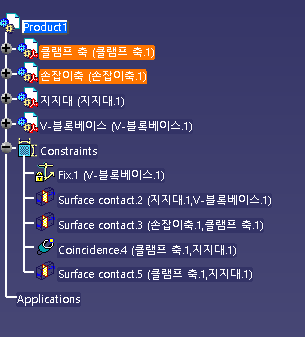 Product1
클램프 축 (클램프 축.1)
손잡이축 (손잡이축.1)
지지대 (지지대.1)
V-블록베이스 (V-블록베이스.1)
Constraints
Fix.1 (V-블록베이스.1)
Surface contact.2 (지지대.1,V-블록베이스.1)
Surface contact.3 (손잡이축.1,클램프 축.1)
Coincidence.4 (클램프 축.1,지지대.1)
Surface contact.5 (클램프 축.1,지지대.1)
Applications